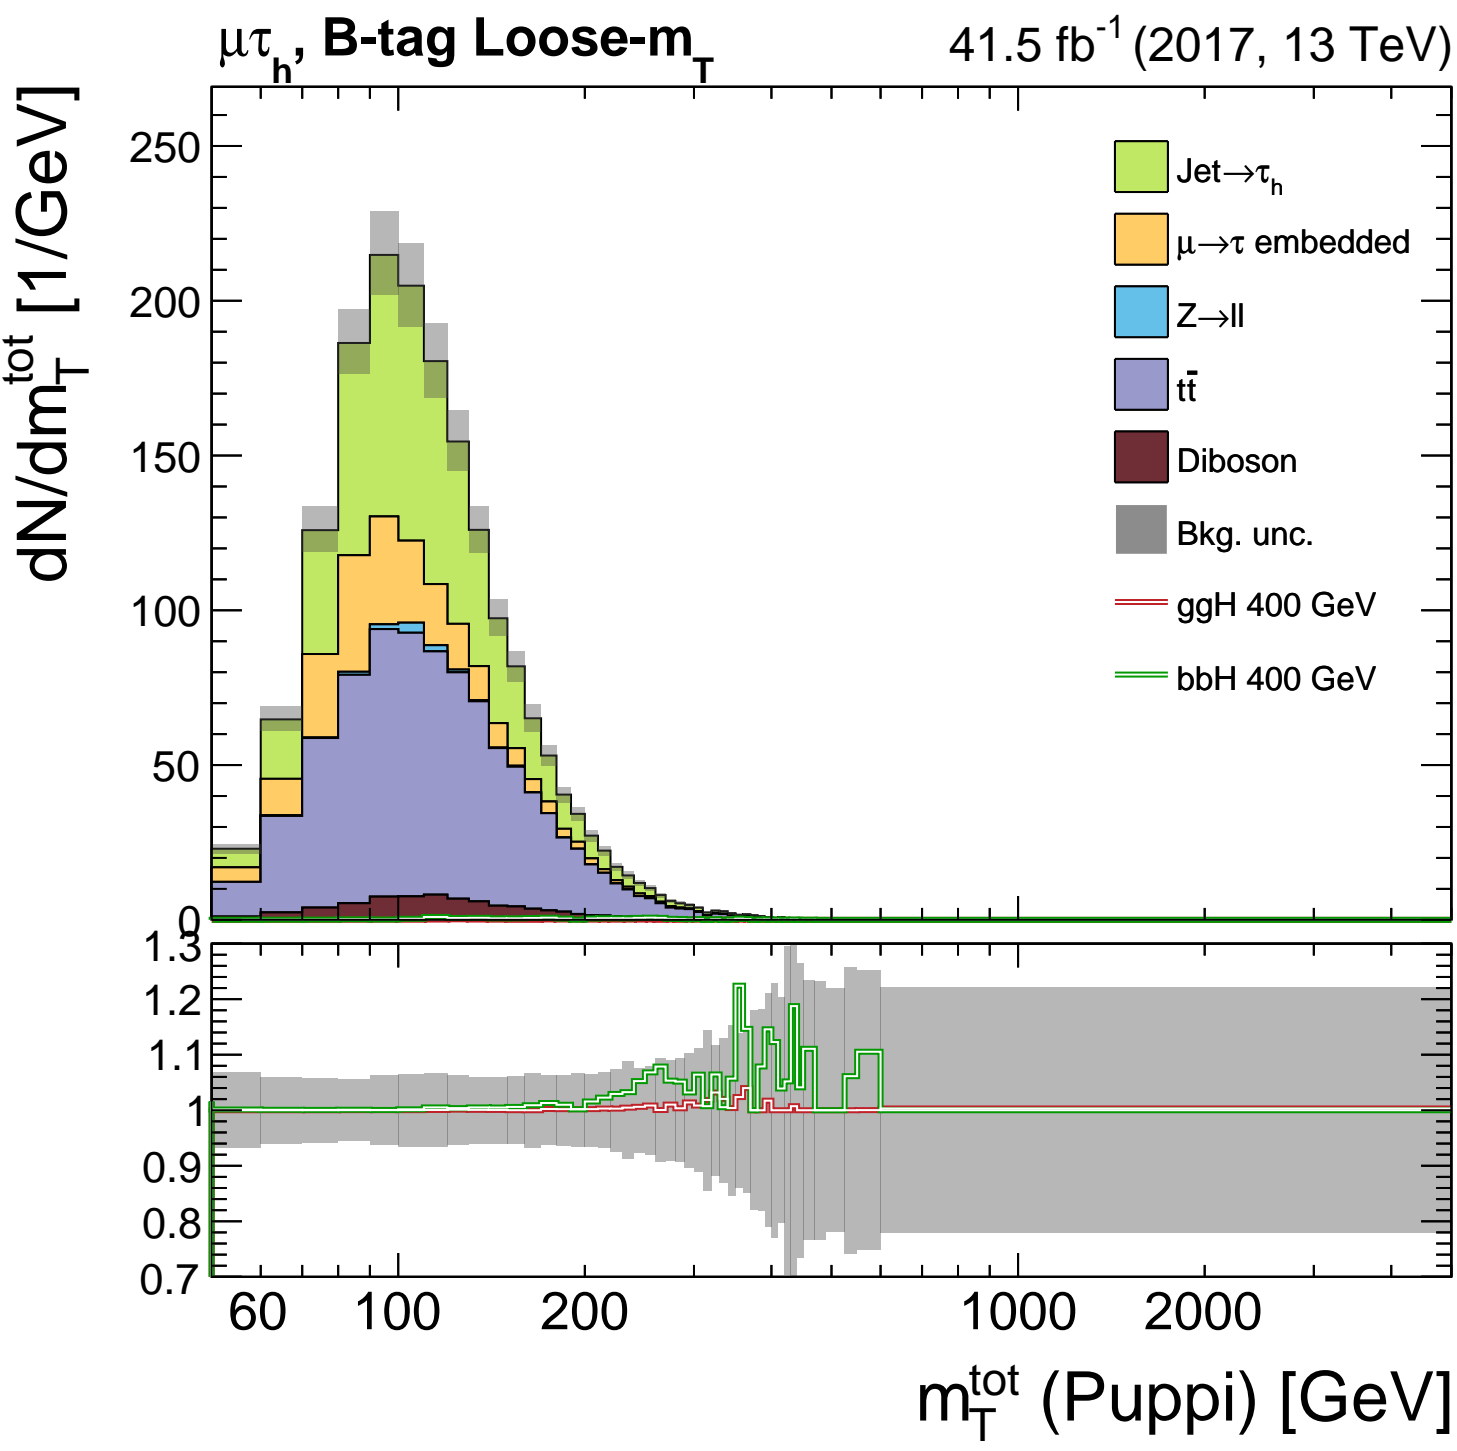 μτh, B-tag Loose-mT
41.5 fb-1 (2017, 13 TeV)
dN/dmTtot [1/GeV]
250
200
150
100
50
0
Jet→τh
μ→τ embedded
Z→ll
tt̄
Diboson
Bkg. unc.
ggH 400 GeV
bbH 400 GeV
1.3
1.2
1.1
1
0.9
0.8
0.7
60 100 200 1000 2000
mTtot (Puppi) [GeV]